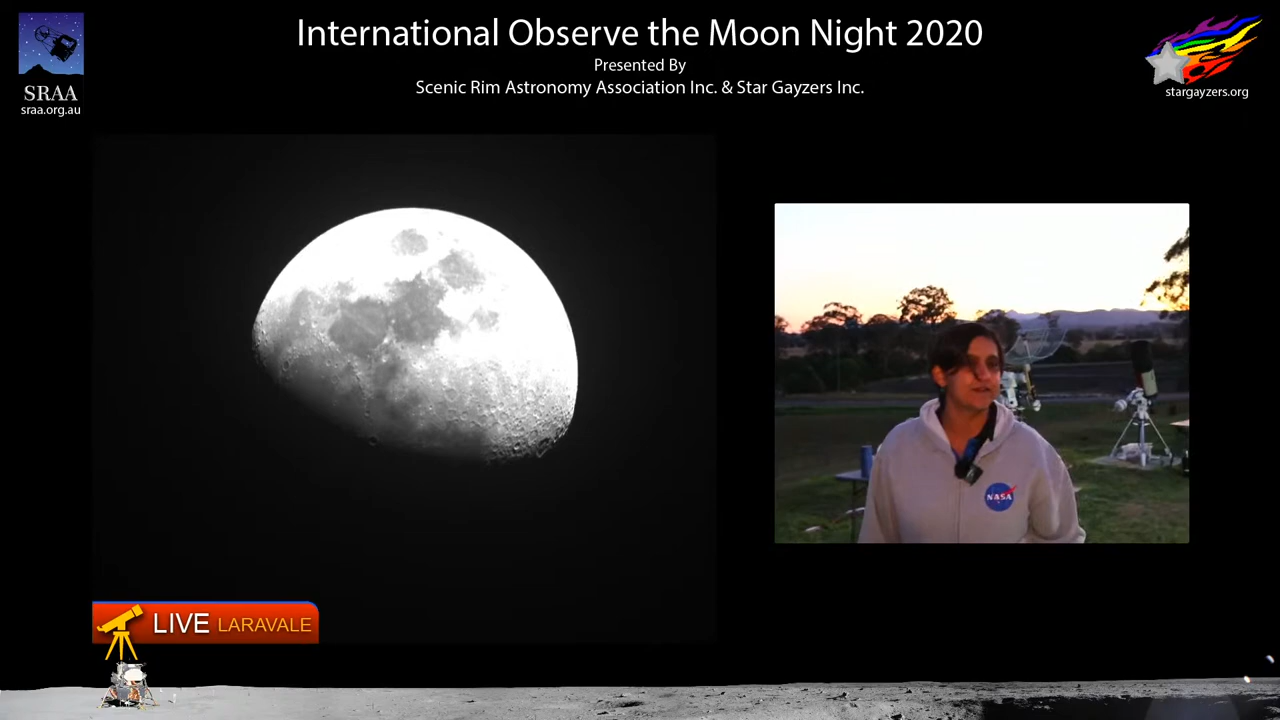 International Observe the Moon Night 2020
Presented By
Scenic Rim Astronomy Association Inc. & Star Gayzers Inc.
SRAA
sraa.org.au
stargayzers.org
NASA
LIVE LARAVALE